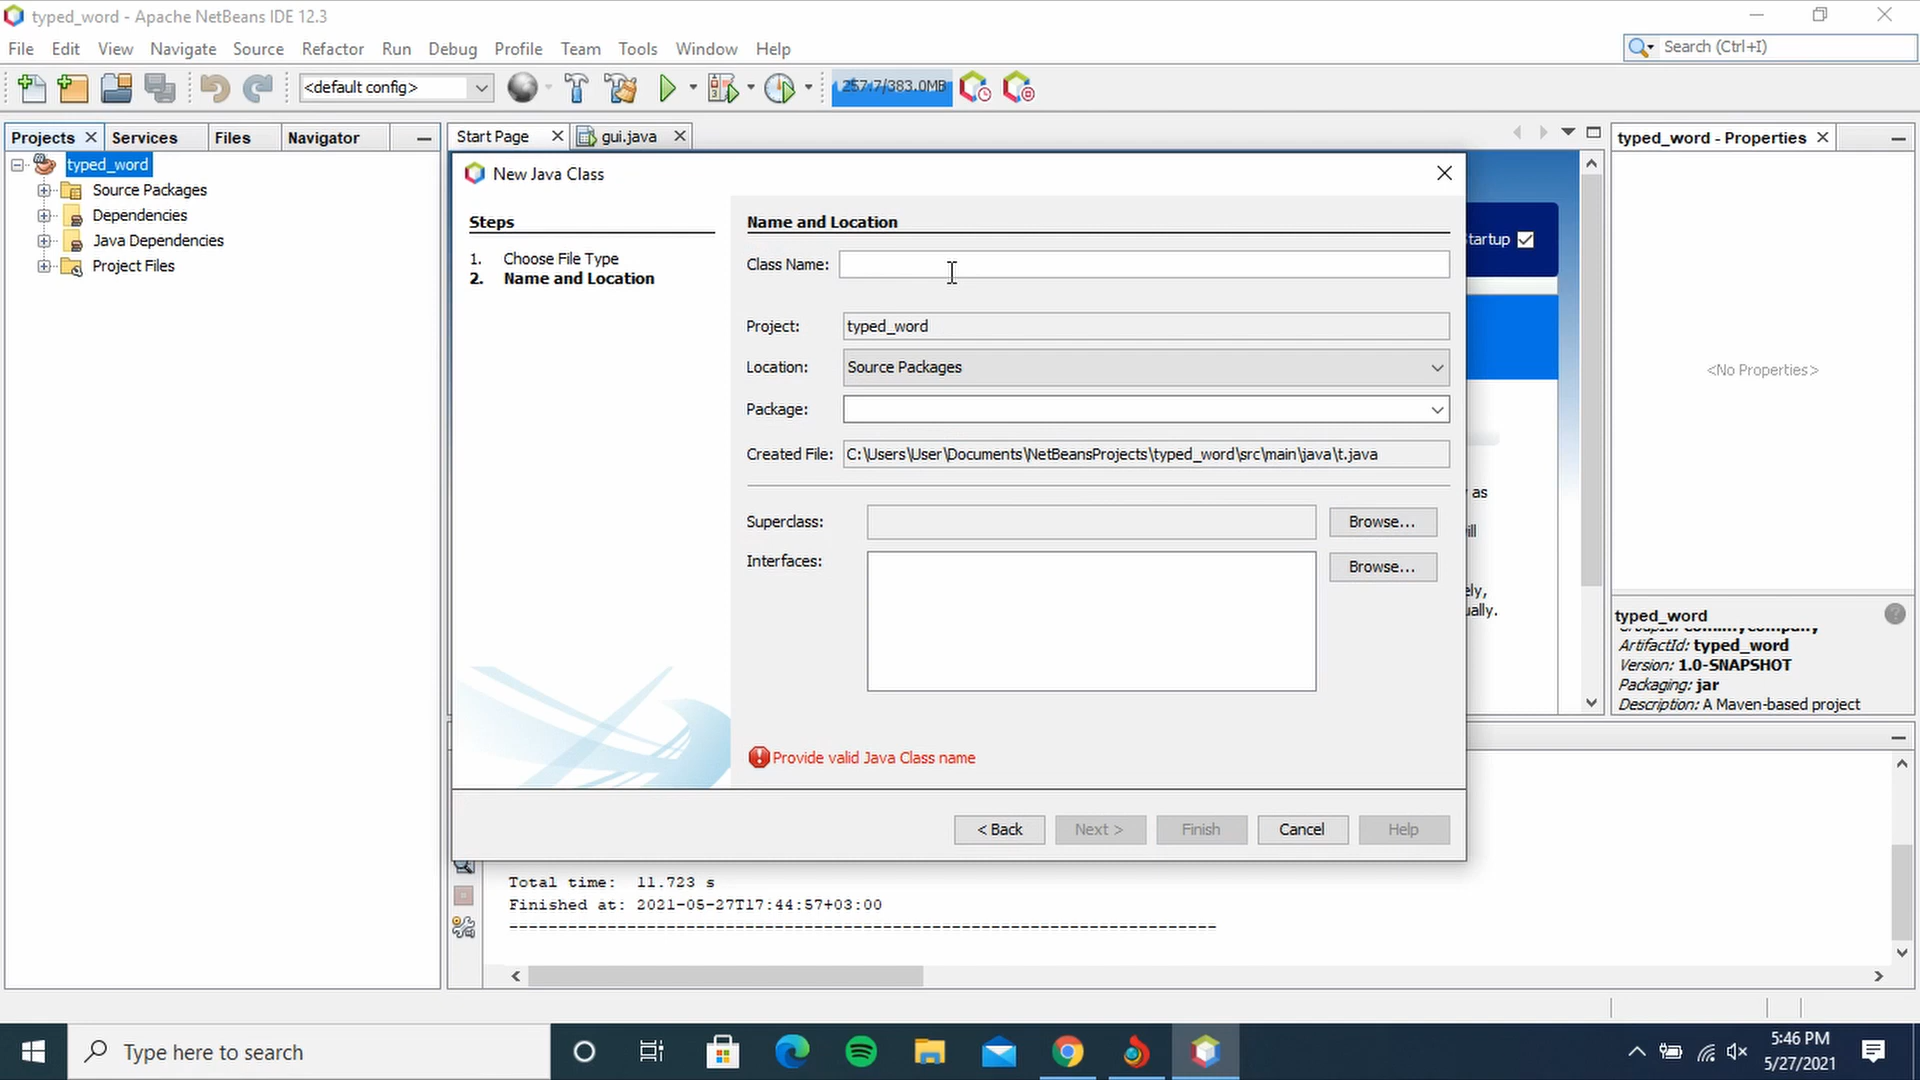 typed_word - Apache NetBeans IDE 12.3
File Edit View Navigate Source Refactor Run Debug Profile Team Tools Window Help
Search (Ctrl+I)
<default config>
257.7/383.0MB
Projects Services Files Navigator
Start Page gui.java
typed_word - Properties
typed_word
Source Packages
Dependencies
Java Dependencies
Project Files
New Java Class
Steps
1. Choose File Type
2. Name and Location
Name and Location
Class Name:
Project: typed_word
Location: Source Packages
Package:
Created File: C:\Users\User\Documents\NetBeansProjects\typed_word\src\main\java\t.java
Superclass: Browse...
Interfaces: Browse...
Provide valid Java Class name
< Back Next > Finish Cancel Help
tartup
as
ill
ely,
ually.
<No Properties>
typed_word
ArtifactId: typed_word
Version: 1.0-SNAPSHOT
Packaging: jar
Description: A Maven-based project
Total time: 11.723 s
Finished at: 2021-05-27T17:44:57+03:00
------------------------------------------------------------------------
Type here to search
5:46 PM
5/27/2021